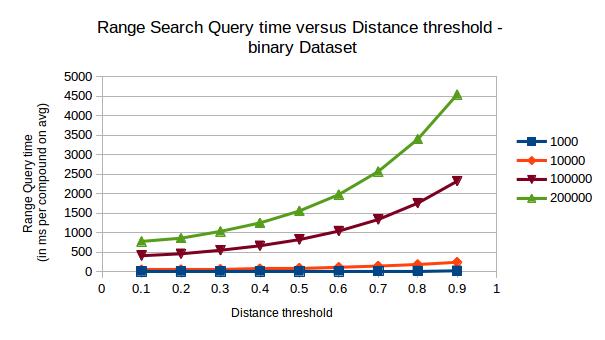 Range Search Query time versus Distance threshold -
binary Dataset
Range Query time
(in ms per compound on avg)
5000
4500
4000
3500
3000
2500
2000
1500
1000
500
0
0 0.1 0.2 0.3 0.4 0.5 0.6 0.7 0.8 0.9 1
Distance threshold
1000
10000
100000
200000